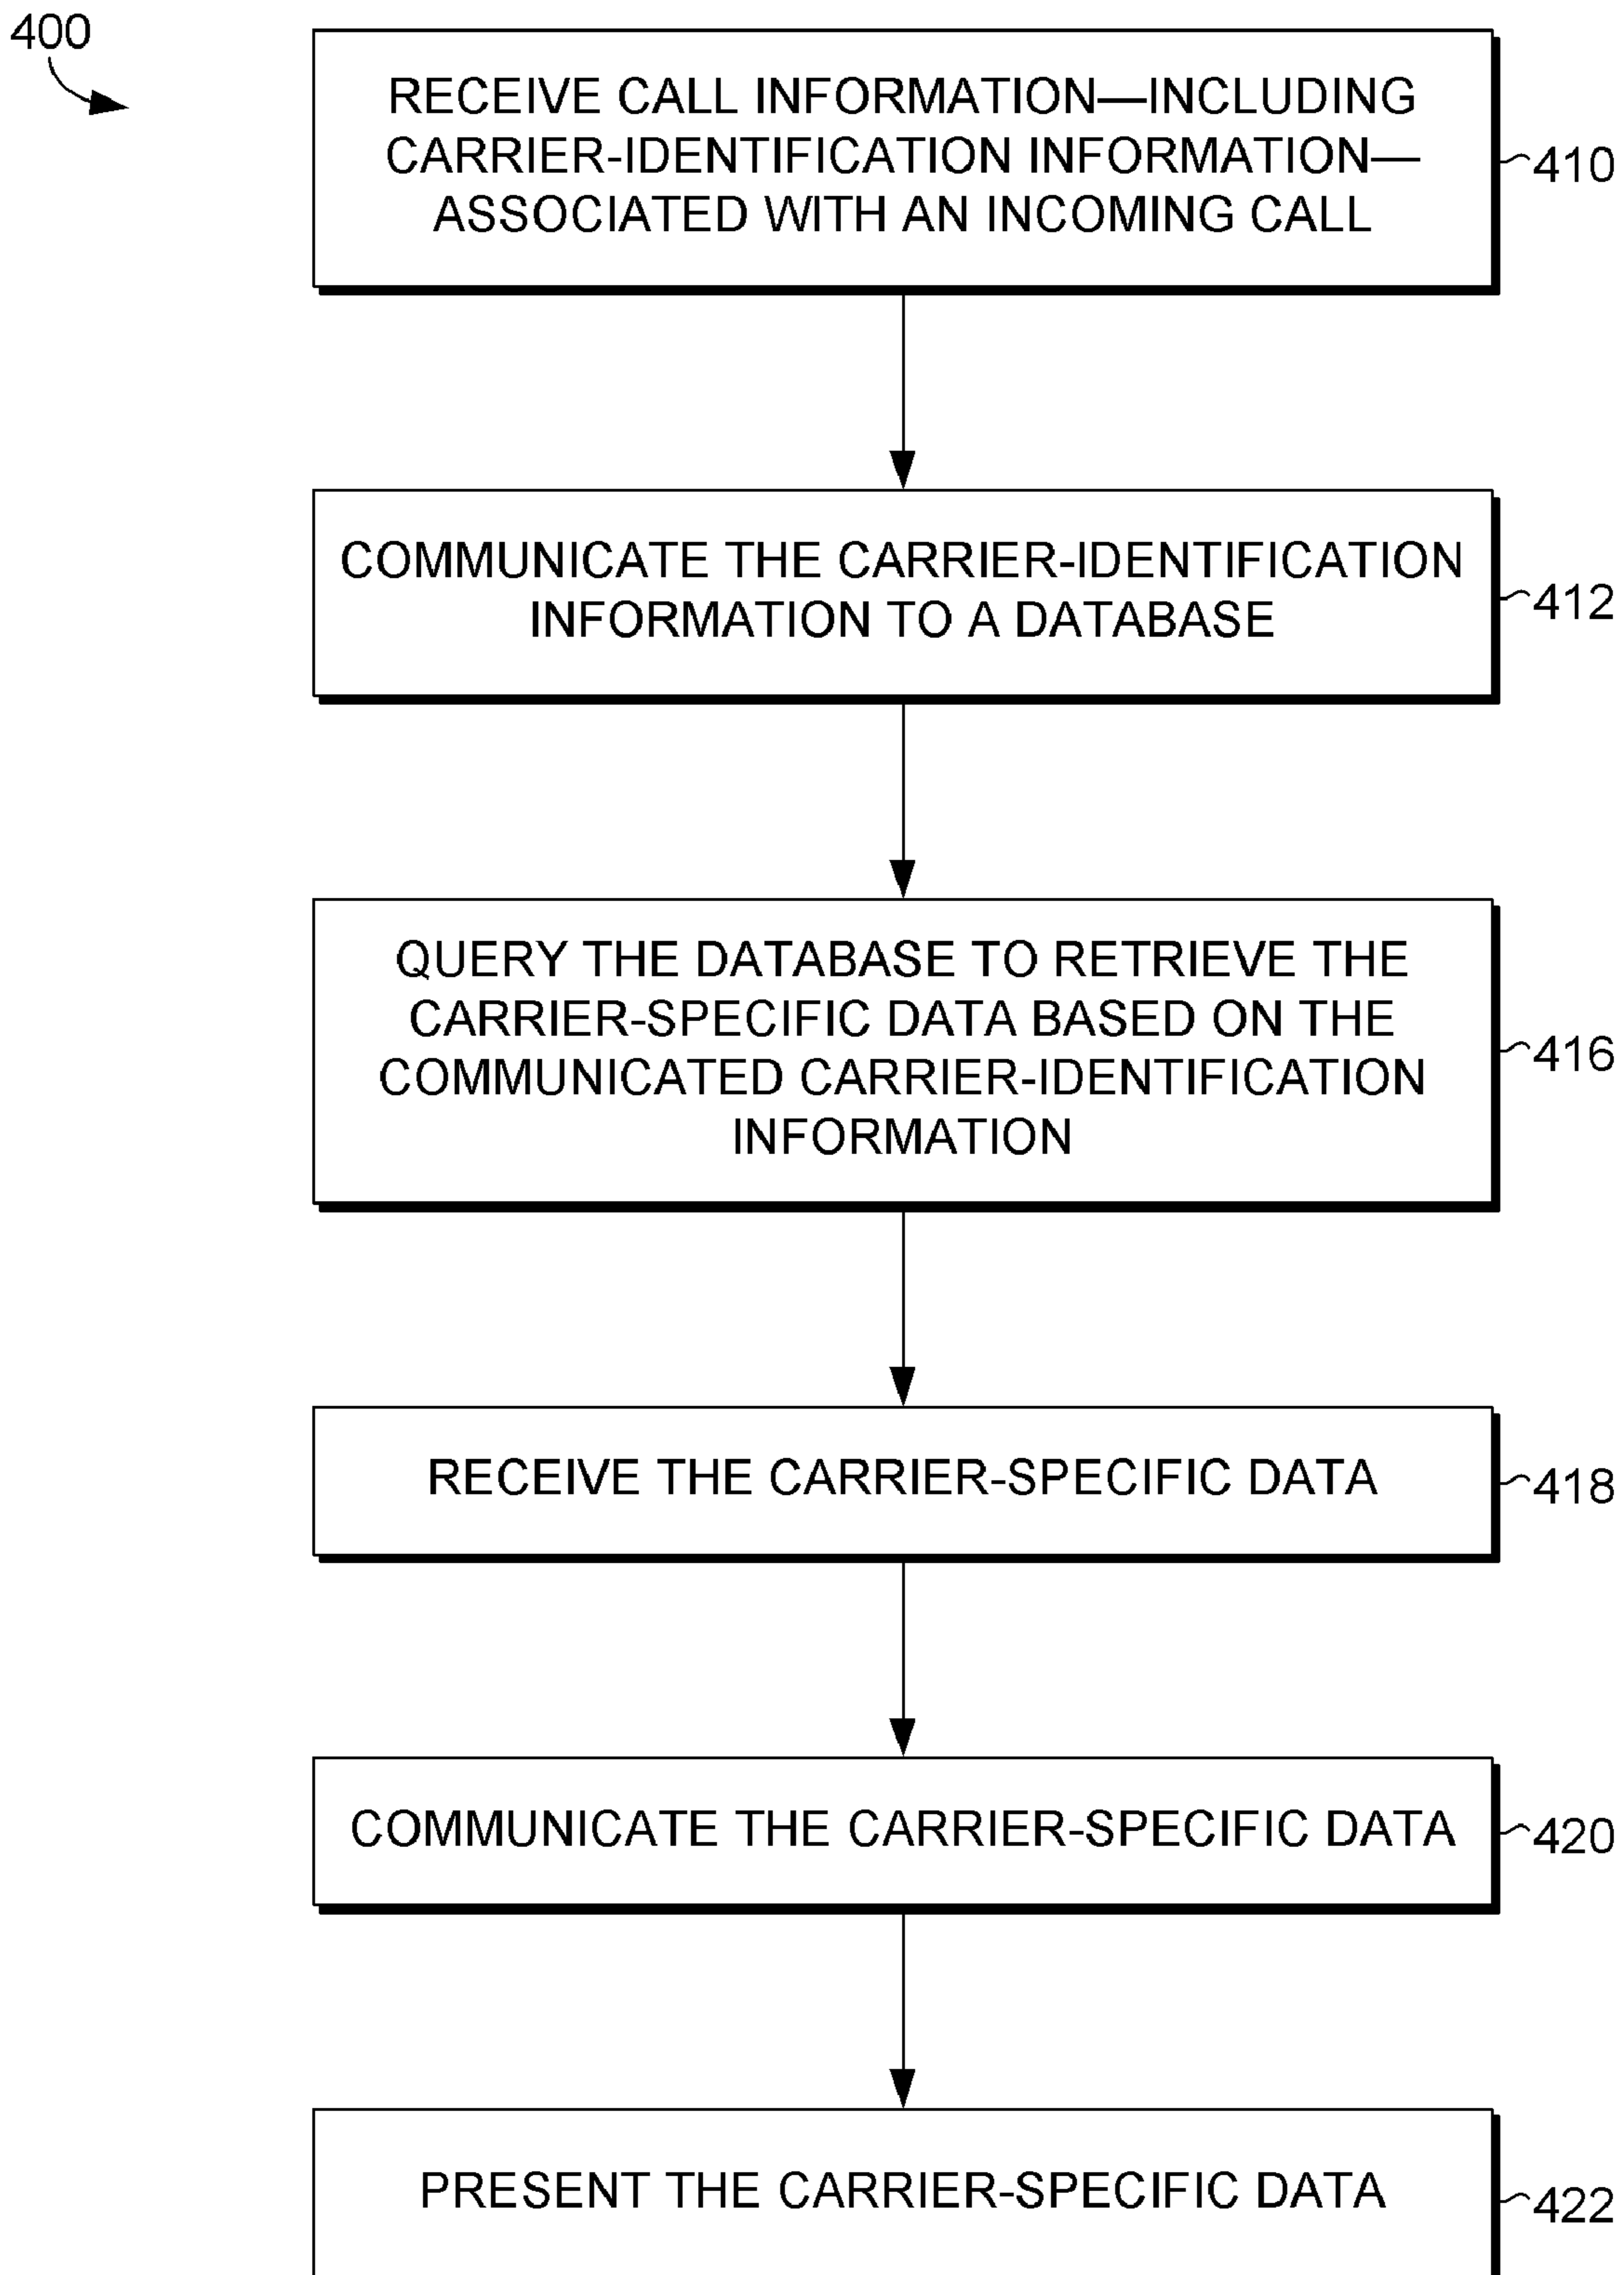 400
RECEIVE CALL INFORMATION—INCLUDING
CARRIER-IDENTIFICATION INFORMATION—
ASSOCIATED WITH AN INCOMING CALL
410
COMMUNICATE THE CARRIER-IDENTIFICATION
INFORMATION TO A DATABASE
412
QUERY THE DATABASE TO RETRIEVE THE
CARRIER-SPECIFIC DATA BASED ON THE
COMMUNICATED CARRIER-IDENTIFICATION
INFORMATION
416
RECEIVE THE CARRIER-SPECIFIC DATA
418
COMMUNICATE THE CARRIER-SPECIFIC DATA
420
PRESENT THE CARRIER-SPECIFIC DATA
422